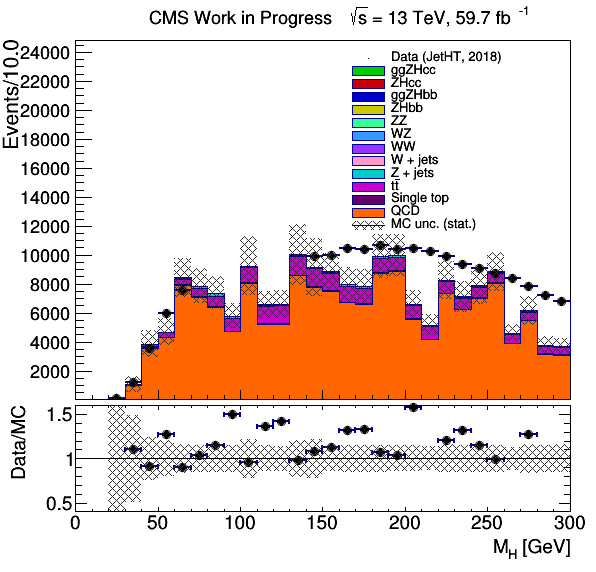 CMS Work in Progress √s = 13 TeV, 59.7 fb⁻¹
Events/10.0
24000
22000
20000
18000
16000
14000
12000
10000
8000
6000
4000
2000
Data (JetHT, 2018)
ggZHcc
ZHcc
ggZHbb
ZHbb
ZZ
WZ
WW
W + jets
Z + jets
tt̄
Single top
QCD
MC unc. (stat.)
Data/MC
1.5
1
0.5
0 50 100 150 200 250 300
M_H [GeV]